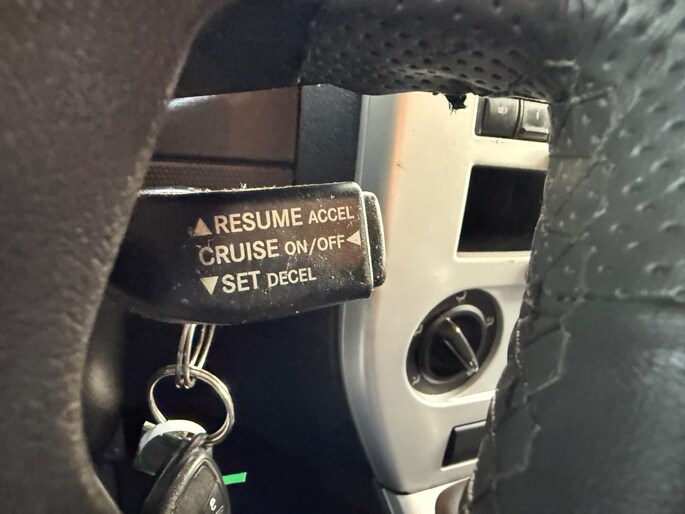 ▲RESUME ACCEL
CRUISE ON/OFF◀
▼SET DECEL